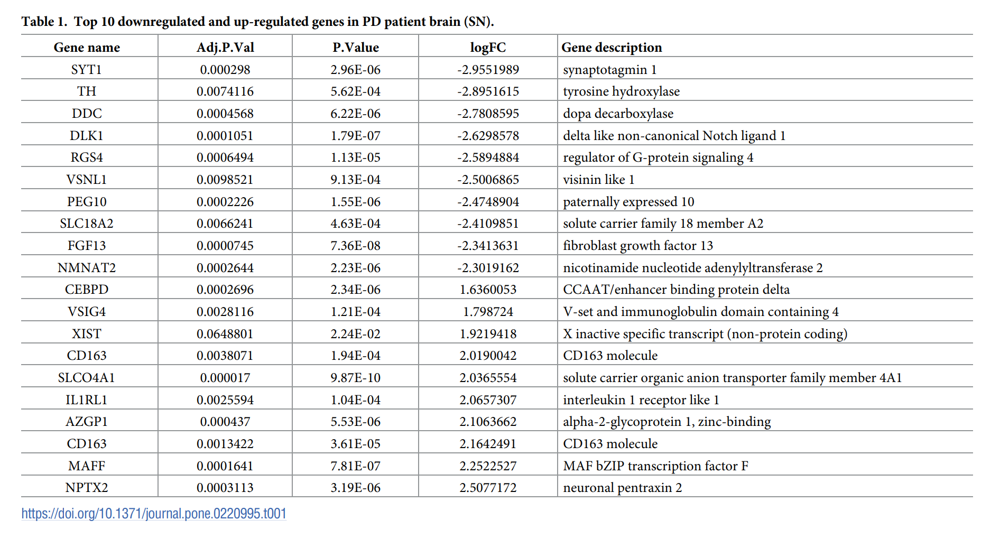 Table 1. Top 10 downregulated and up-regulated genes in PD patient brain (SN).
Gene name Adj.P.Val P.Value logFC Gene description
SYT1 0.000298 2.96E-06 -2.9551989 synaptotagmin 1
TH 0.0074116 5.62E-04 -2.8951615 tyrosine hydroxylase
DDC 0.0004568 6.22E-06 -2.7808595 dopa decarboxylase
DLK1 0.0001051 1.79E-07 -2.6298578 delta like non-canonical Notch ligand 1
RGS4 0.0006494 1.13E-05 -2.5894884 regulator of G-protein signaling 4
VSNL1 0.0098521 9.13E-04 -2.5006865 visinin like 1
PEG10 0.0002226 1.55E-06 -2.4748904 paternally expressed 10
SLC18A2 0.0066241 4.63E-04 -2.4109851 solute carrier family 18 member A2
FGF13 0.0000745 7.36E-08 -2.3413631 fibroblast growth factor 13
NMNAT2 0.0002644 2.23E-06 -2.3019162 nicotinamide nucleotide adenylyltransferase 2
CEBPD 0.0002696 2.34E-06 1.6360053 CCAAT/enhancer binding protein delta
VSIG4 0.0028116 1.21E-04 1.798724 V-set and immunoglobulin domain containing 4
XIST 0.0648801 2.24E-02 1.9219418 X inactive specific transcript (non-protein coding)
CD163 0.0038071 1.94E-04 2.0190042 CD163 molecule
SLCO4A1 0.000017 9.87E-10 2.0365554 solute carrier organic anion transporter family member 4A1
IL1RL1 0.0025594 1.04E-04 2.0657307 interleukin 1 receptor like 1
AZGP1 0.000437 5.53E-06 2.1063662 alpha-2-glycoprotein 1, zinc-binding
CD163 0.0013422 3.61E-05 2.1642491 CD163 molecule
MAFF 0.0001641 7.81E-07 2.2522527 MAF bZIP transcription factor F
NPTX2 0.0003113 3.19E-06 2.5077172 neuronal pentraxin 2
https://doi.org/10.1371/journal.pone.0220995.t001